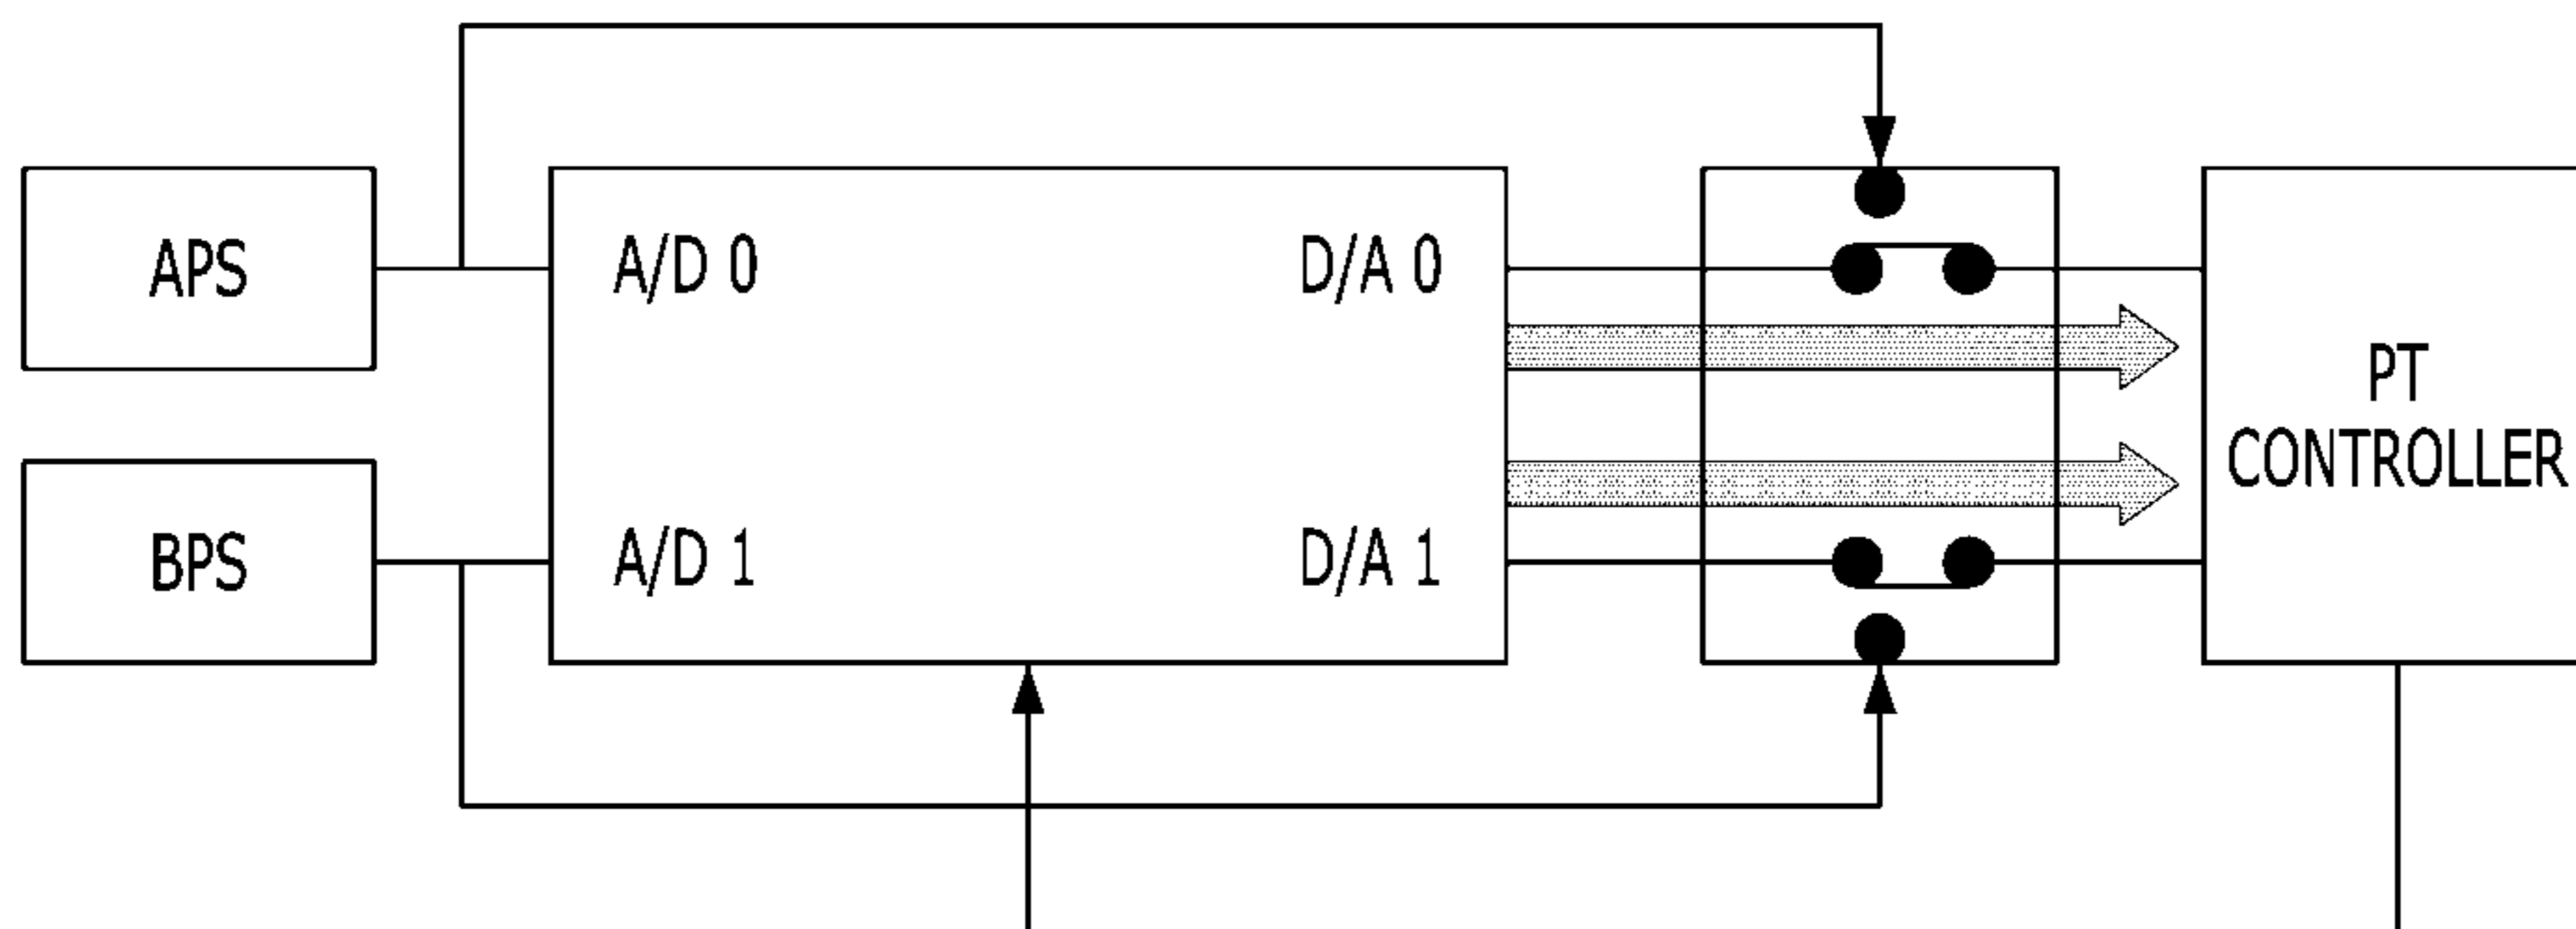 APS
A/D 0
D/A 0
PT
CONTROLLER
BPS
A/D 1
D/A 1